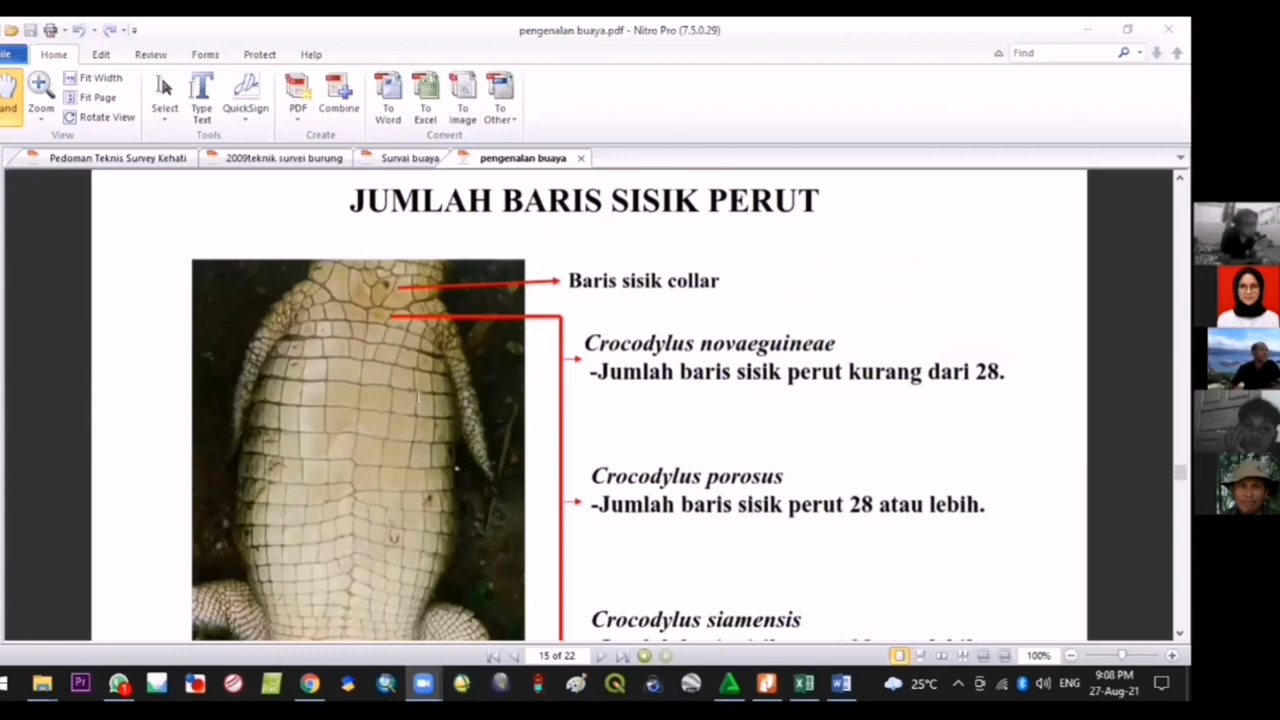 pengenalan buaya.pdf - Nitro Pro (7.5.0.29)
File
Home
Edit
Review
Forms
Protect
Help
Find
Fit Width
Fit Page
Rotate View
Zoom
Select
Type Text
QuickSign
PDF
Combine
To Word
To Excel
To Image
To Other
View
Tools
Create
Convert
Pedoman Teknis Survey Kehati
2009teknik survei burung
Survai buaya
pengenalan buaya
JUMLAH BARIS SISIK PERUT
Baris sisik collar
Crocodylus novaeguineae
-Jumlah baris sisik perut kurang dari 28.
Crocodylus porosus
-Jumlah baris sisik perut 28 atau lebih.
Crocodylus siamensis
15 of 22
100%
25°C
ENG
9:08 PM
27-Aug-21